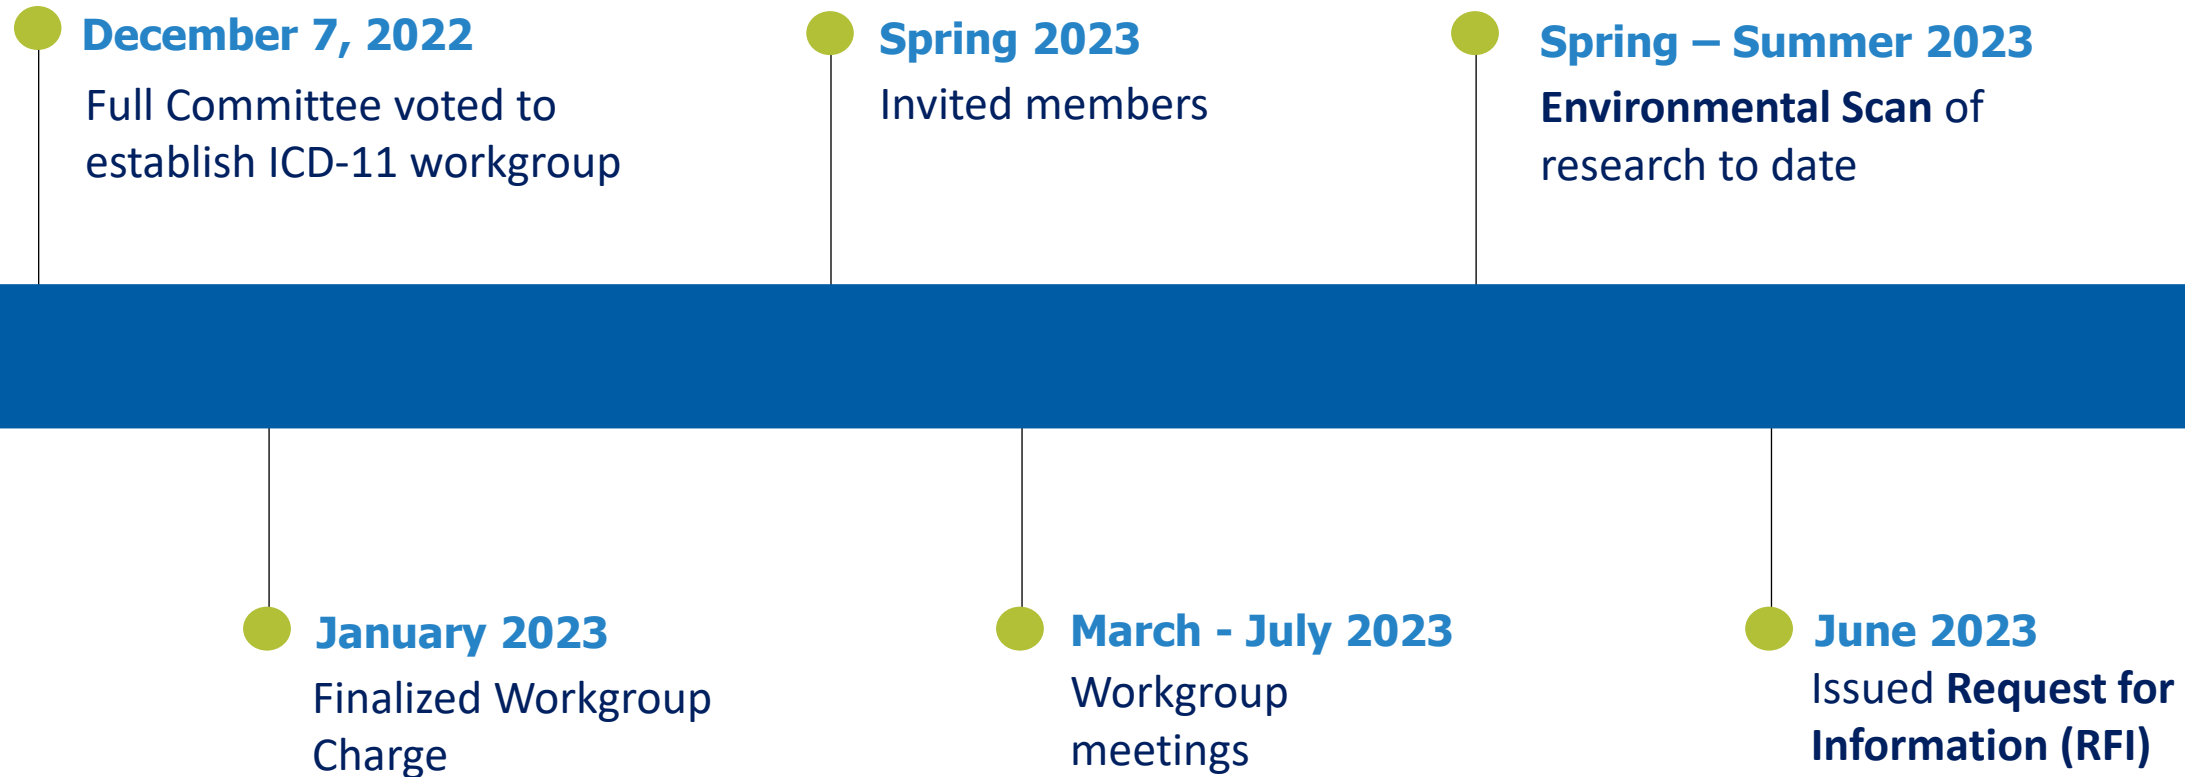 December 7, 2022
Full Committee voted to
establish ICD-11 workgroup
Spring 2023
Invited members
Spring – Summer 2023
Environmental Scan of
research to date
January 2023
Finalized Workgroup
Charge
March - July 2023
Workgroup
meetings
June 2023
Issued Request for
Information (RFI)